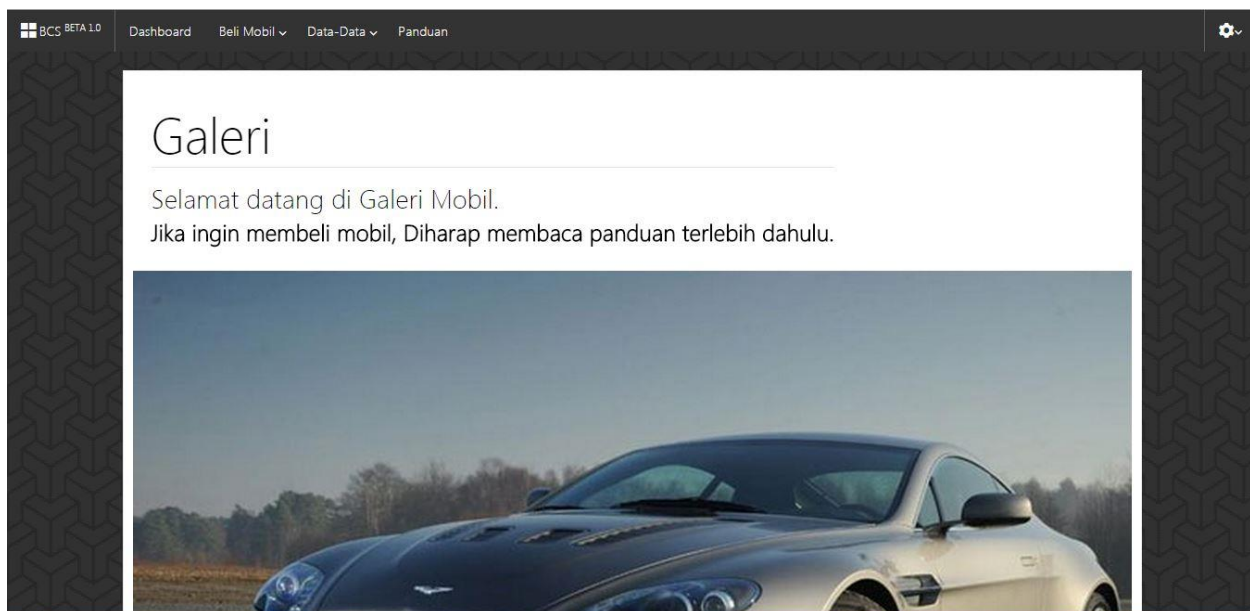 BCS BETA 1.0 Dashboard Beli Mobil Data-Data Panduan
Galeri
Selamat datang di Galeri Mobil.
Jika ingin membeli mobil, Diharap membaca panduan terlebih dahulu.